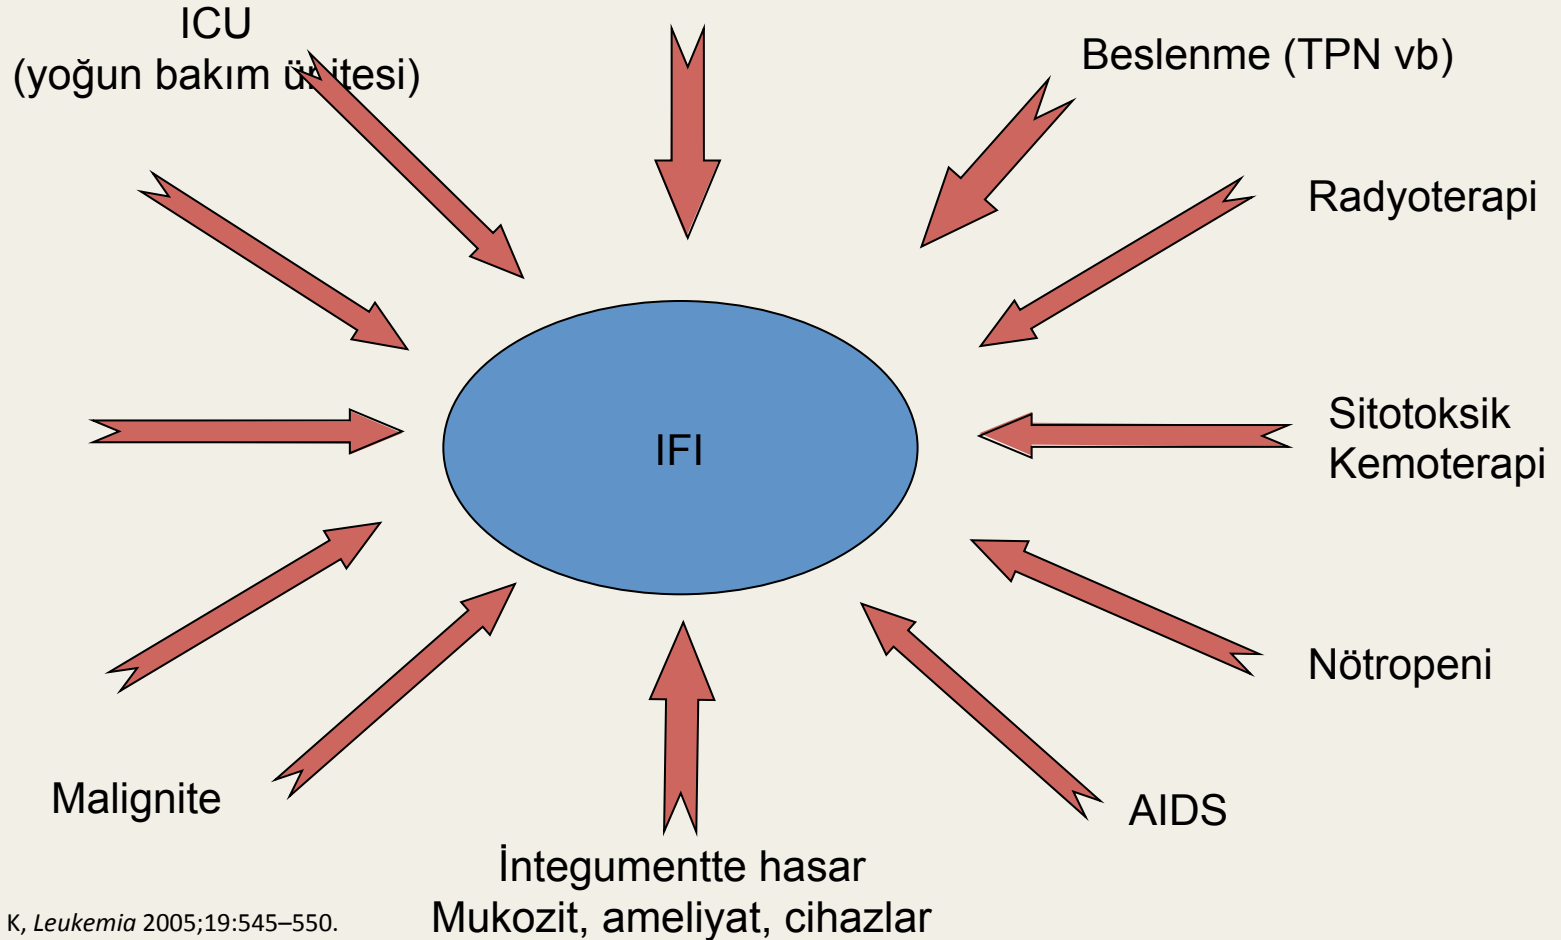 ICU
(yoğun bakım ünitesi)
Beslenme (TPN vb)
Radyoterapi
Sitotoksik
Kemoterapi
IFI
Nötropeni
Malignite
AIDS
İntegumentte hasar
Mukozit, ameliyat, cihazlar
K, Leukemia 2005;19:545–550.